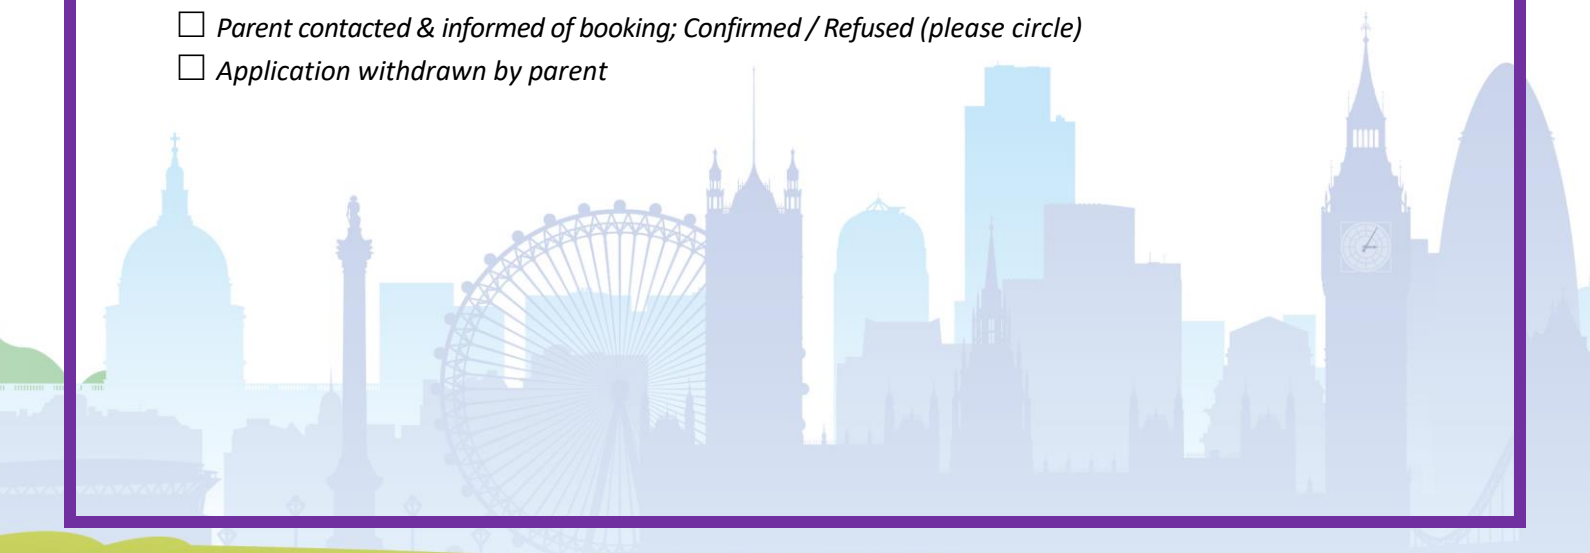 ☐ Parent contacted & informed of booking; Confirmed / Refused (please circle)
☐ Application withdrawn by parent